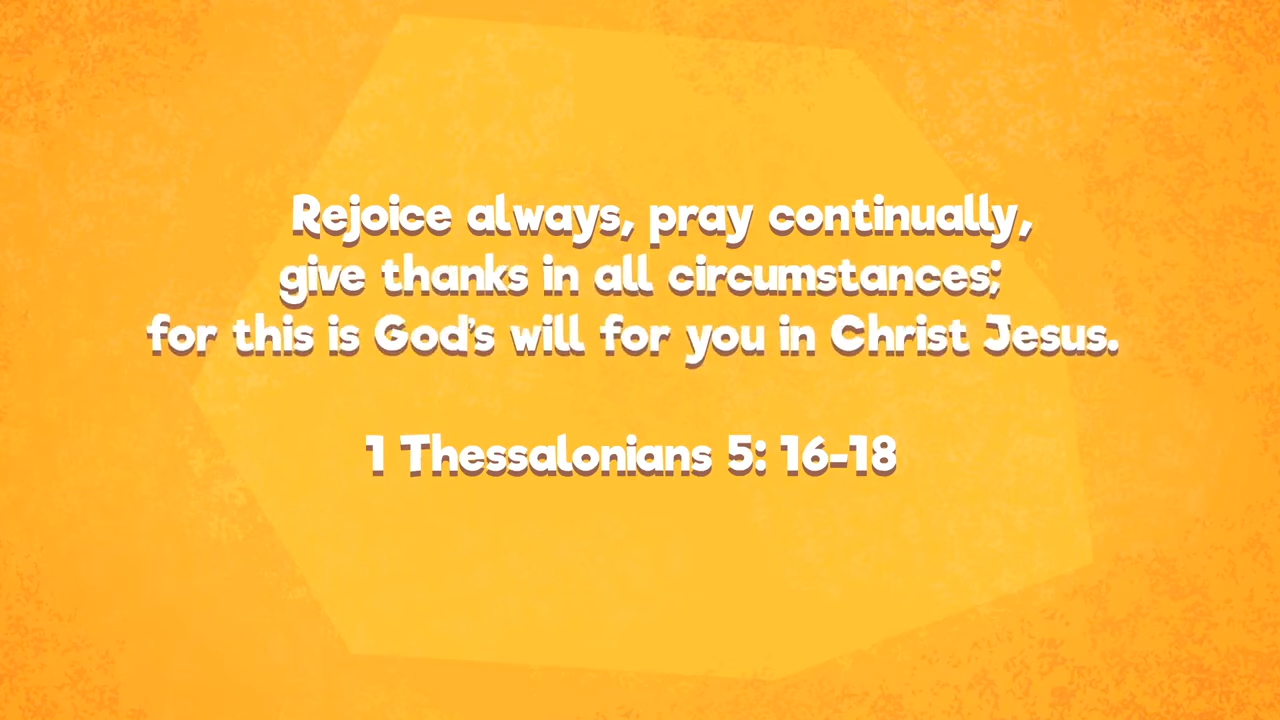 Rejoice always, pray continually,
give thanks in all circumstances;
for this is God's will for you in Christ Jesus.
1 Thessalonians 5: 16-18